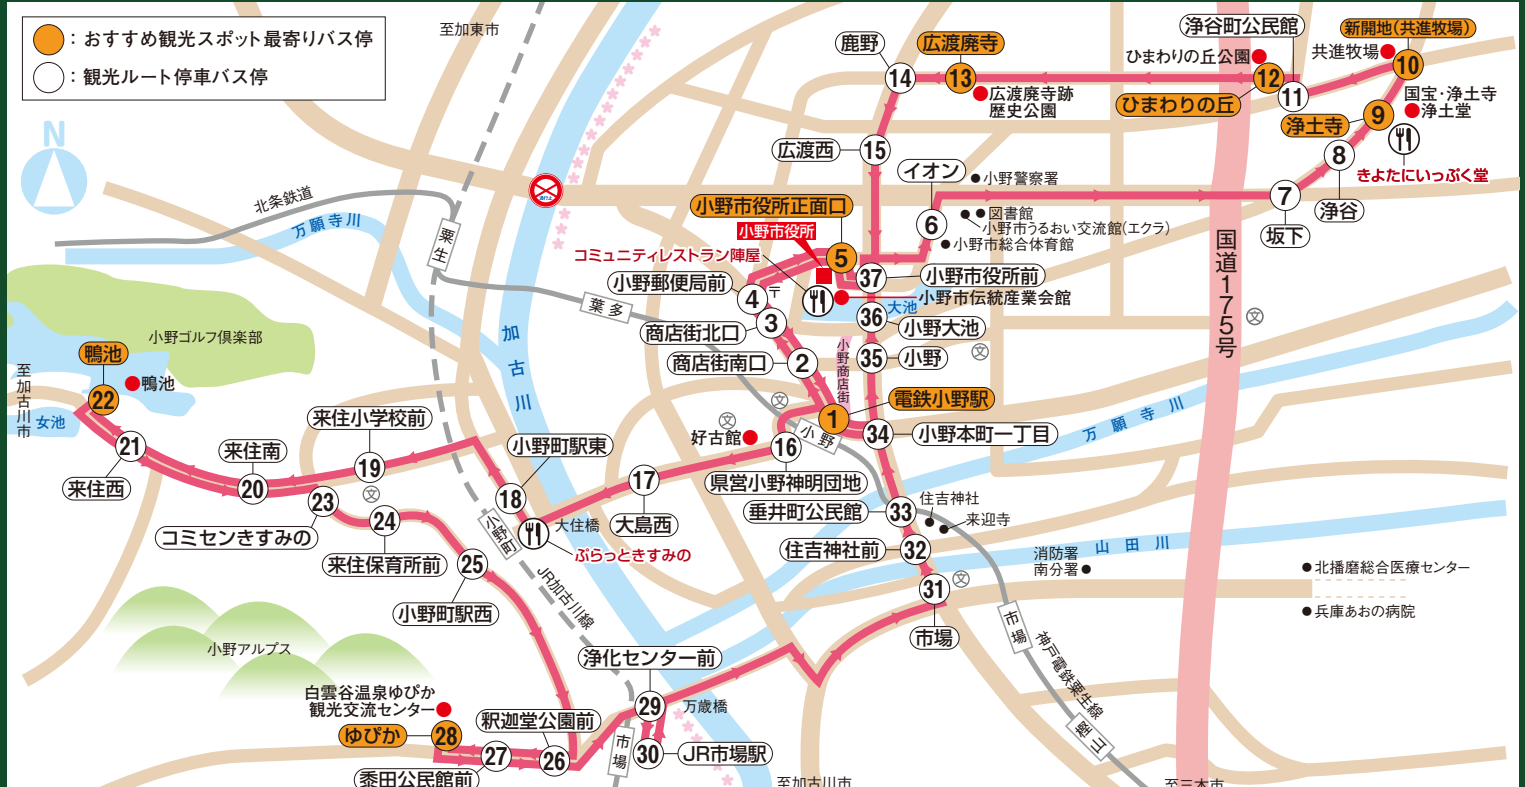 ：おすすめ観光スポット最寄りバス停
：観光ルート停車バス停
N
至加東市
北条鉄道
万願寺川
粟生
葉多
加古川
通行止
鹿野
14
広渡廃寺
13
広渡廃寺跡
歴史公園
浄谷町公民館
ひまわりの丘公園
12
11
ひまわりの丘
新開地(共進牧場)
共進牧場
10
国宝・浄土寺
浄土堂
9
浄土寺
きよたにいっぷく堂
8
浄谷
7
坂下
広渡西
15
イオン
小野警察署
6
図書館
小野市うるおい交流館(エクラ)
小野市総合体育館
国道175号
小野市役所正面口
小野市役所
5
コミュニティレストラン陣屋
37
小野市役所前
小野市伝統産業会館
大池
小野郵便局前
4
〒
商店街北口
3
商店街南口
2
36
小野大池
35
小野
小野商店街
文
文
電鉄小野駅
1
小野
34
小野本町一丁目
万願寺川
文
文
好古館
16
県営小野神明団地
17
大島西
小野ゴルフ倶楽部
至加古川市
鴨池
鴨池
22
女池
21
来住西
来住南
20
来住小学校前
19
文
23
コミセンきすみの
24
来住保育所前
小野町駅東
18
小野町
大住橋
ぷらっときすみの
JR加古川線
25
小野町駅西
垂井町公民館
33
住吉神社
来迎寺
住吉神社前
32
山田川
消防署
南分署
31
文
市場
市場
神戸電鉄粟生線
樫山
北播磨総合医療センター
兵庫あおの病院
小野アルプス
白雲谷温泉ゆぴか
観光交流センター
ゆぴか
28
27
黍田公民館前
釈迦堂公園前
26
浄化センター前
29
万歳橋
市場
30
JR市場駅
至加古川市
至三木市